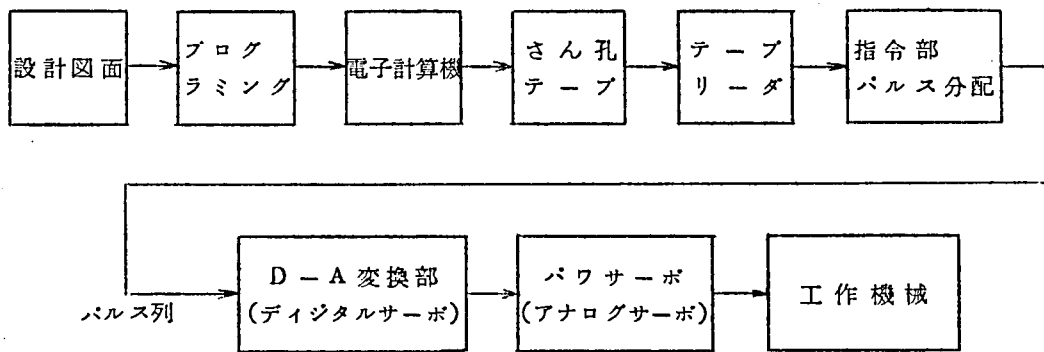 設計図面
プログ
ラミング
電子計算機
さん孔
テープ
テープ
リーダ
指令部
パルス分配
パルス列
D－A変換部
(ディジタルサーボ)
パワサーボ
(アナログサーボ)
工作機械